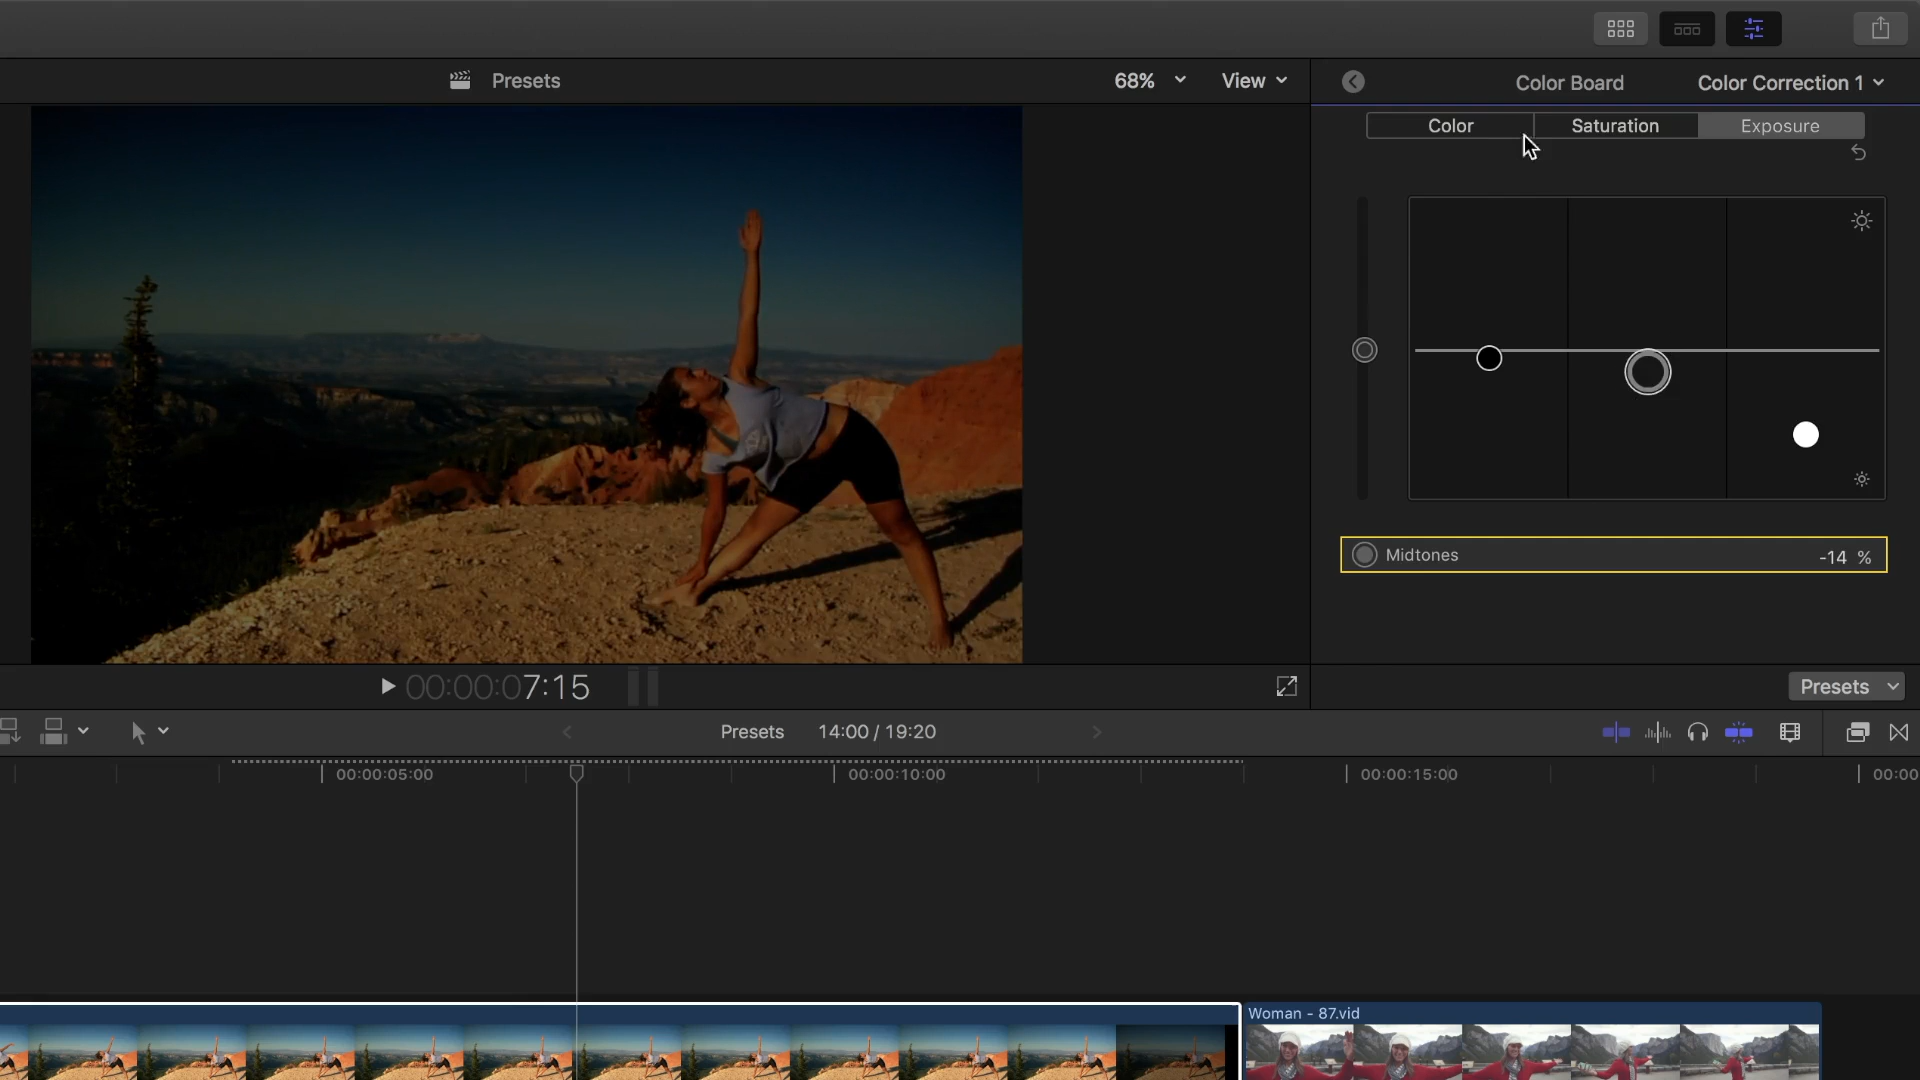 Presets
68%
View
Color Board
Color Correction 1
Color
Saturation
Exposure
Midtones
-14 %
00:00:07:15
Presets
Presets
14:00 / 19:20
00:00:05:00
00:00:10:00
00:00:15:00
00:00
Woman - 87.vid